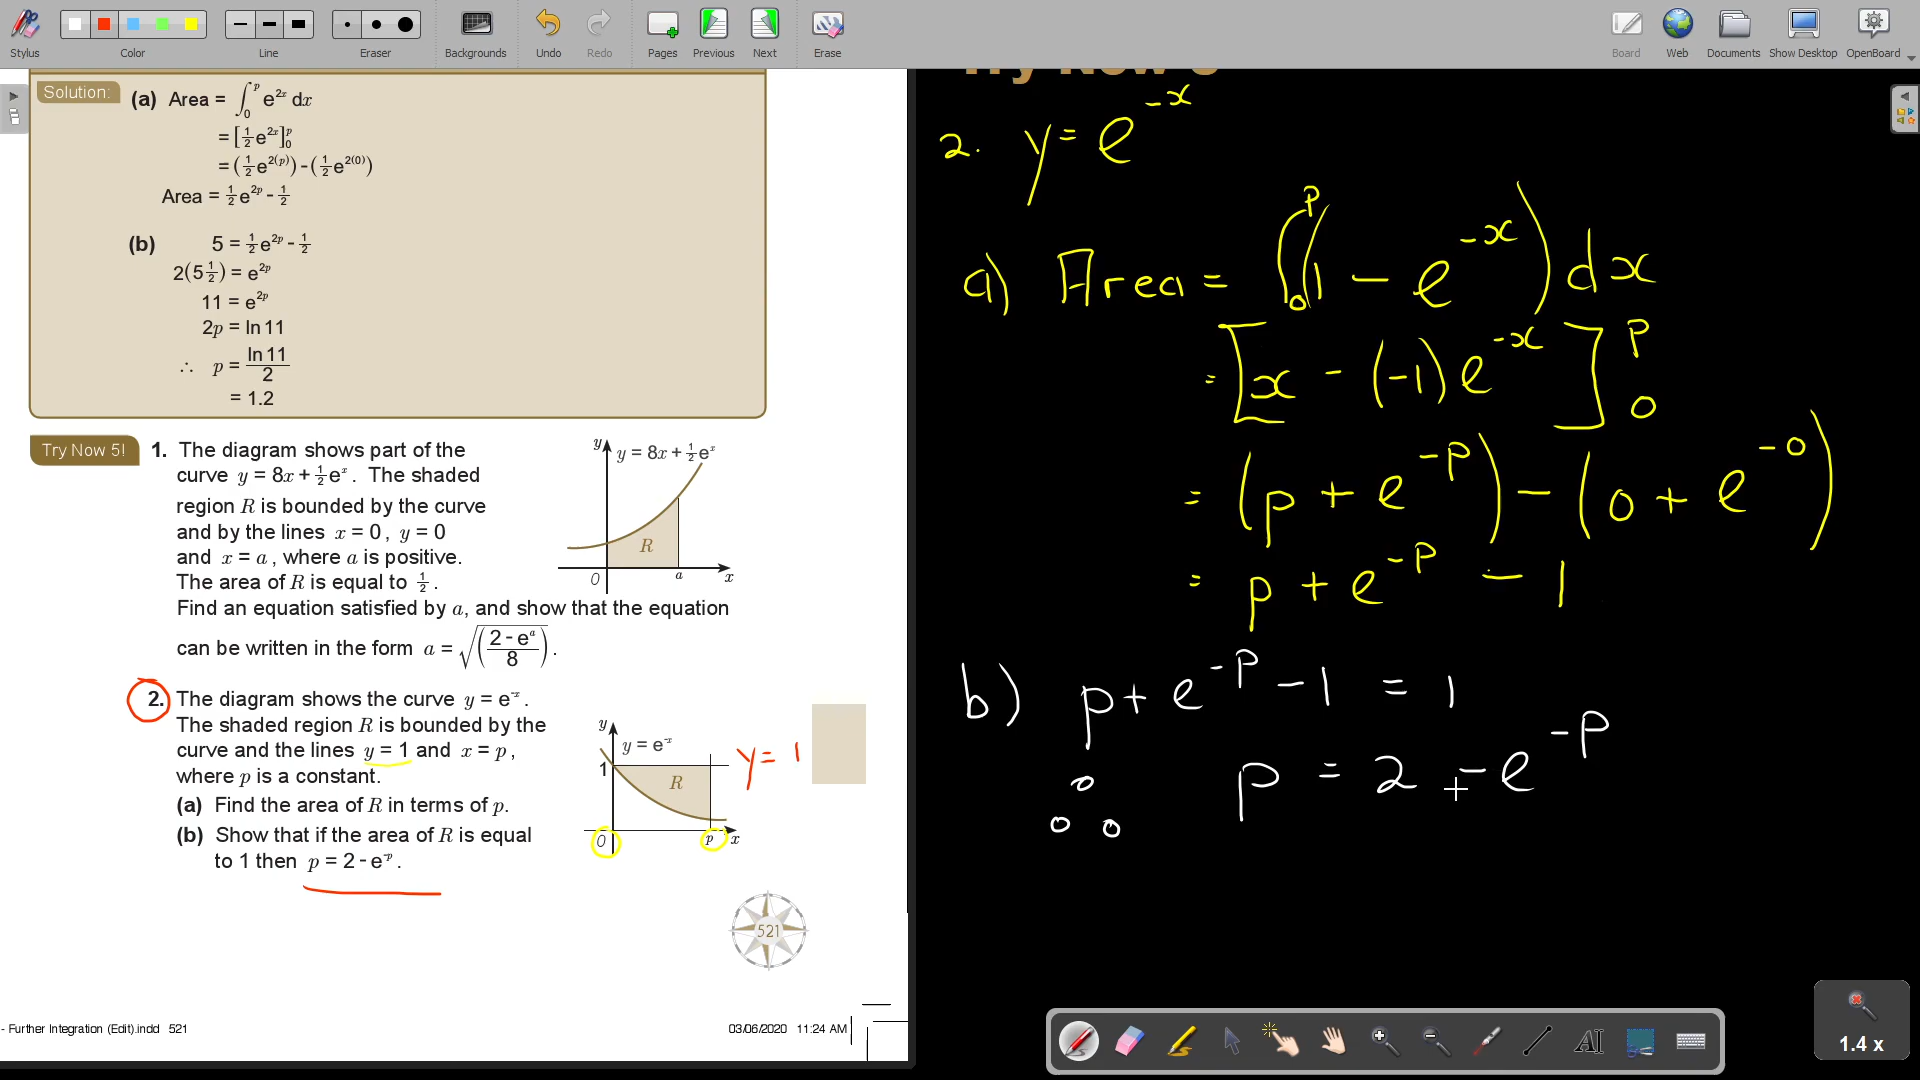 Stylus Color Line Eraser Backgrounds Undo Redo Pages Previous Next Erase Board Web Documents Show Desktop OpenBoard
Solution:
(a) Area = ∫₀ᵖ e²ˣ dx
= [½e²ˣ]₀ᵖ
= (½e²⁽ᵖ⁾) - (½e²⁽⁰⁾)
Area = ½e²ᵖ - ½
(b) 5 = ½e²ᵖ - ½
2(5½) = e²ᵖ
11 = e²ᵖ
2p = ln 11
∴ p = ln 11 / 2
= 1.2
Try Now 5!
1. The diagram shows part of the
curve y = 8x + ½eˣ. The shaded
region R is bounded by the curve
and by the lines x = 0, y = 0
and x = a, where a is positive.
The area of R is equal to ½.
Find an equation satisfied by a, and show that the equation
can be written in the form a = √((2 - eᵃ)/8).
y
y = 8x + ½eˣ
R
0 a x
2. The diagram shows the curve y = e⁻ˣ.
The shaded region R is bounded by the
curve and the lines y = 1 and x = p,
where p is a constant.
(a) Find the area of R in terms of p.
(b) Show that if the area of R is equal
to 1 then p = 2 - e⁻ᵖ.
y
y = e⁻ˣ
1
R
y = 1
0 p x
521
- Further Integration (Edit).indd 521
03/06/2020 11:24 AM
Try Now 5
2. y = e⁻ˣ
a) Area = ∫₀ᵖ (1 - e⁻ˣ) dx
= [x - (-1)e⁻ˣ]₀ᵖ
= (p + e⁻ᵖ) - (0 + e⁻⁰)
= p + e⁻ᵖ - 1
b) p + e⁻ᵖ - 1 = 1
∴ p = 2 - e⁻ᵖ
AI
1.4 x